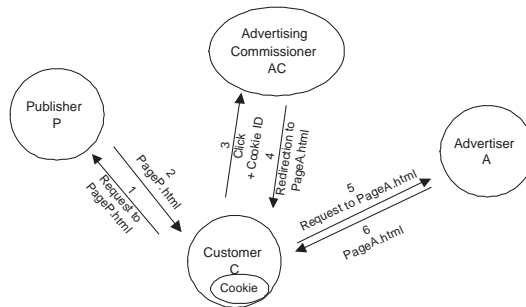 Advertising
Commissioner
AC
Publisher
P
Advertiser
A
1
Request to
PageP.html
2
PageP.html
3
Click
+ Cookie ID
4
Redirection to
PageA.html
5
Request to PageA.html
6
PageA.html
Customer
C
Cookie